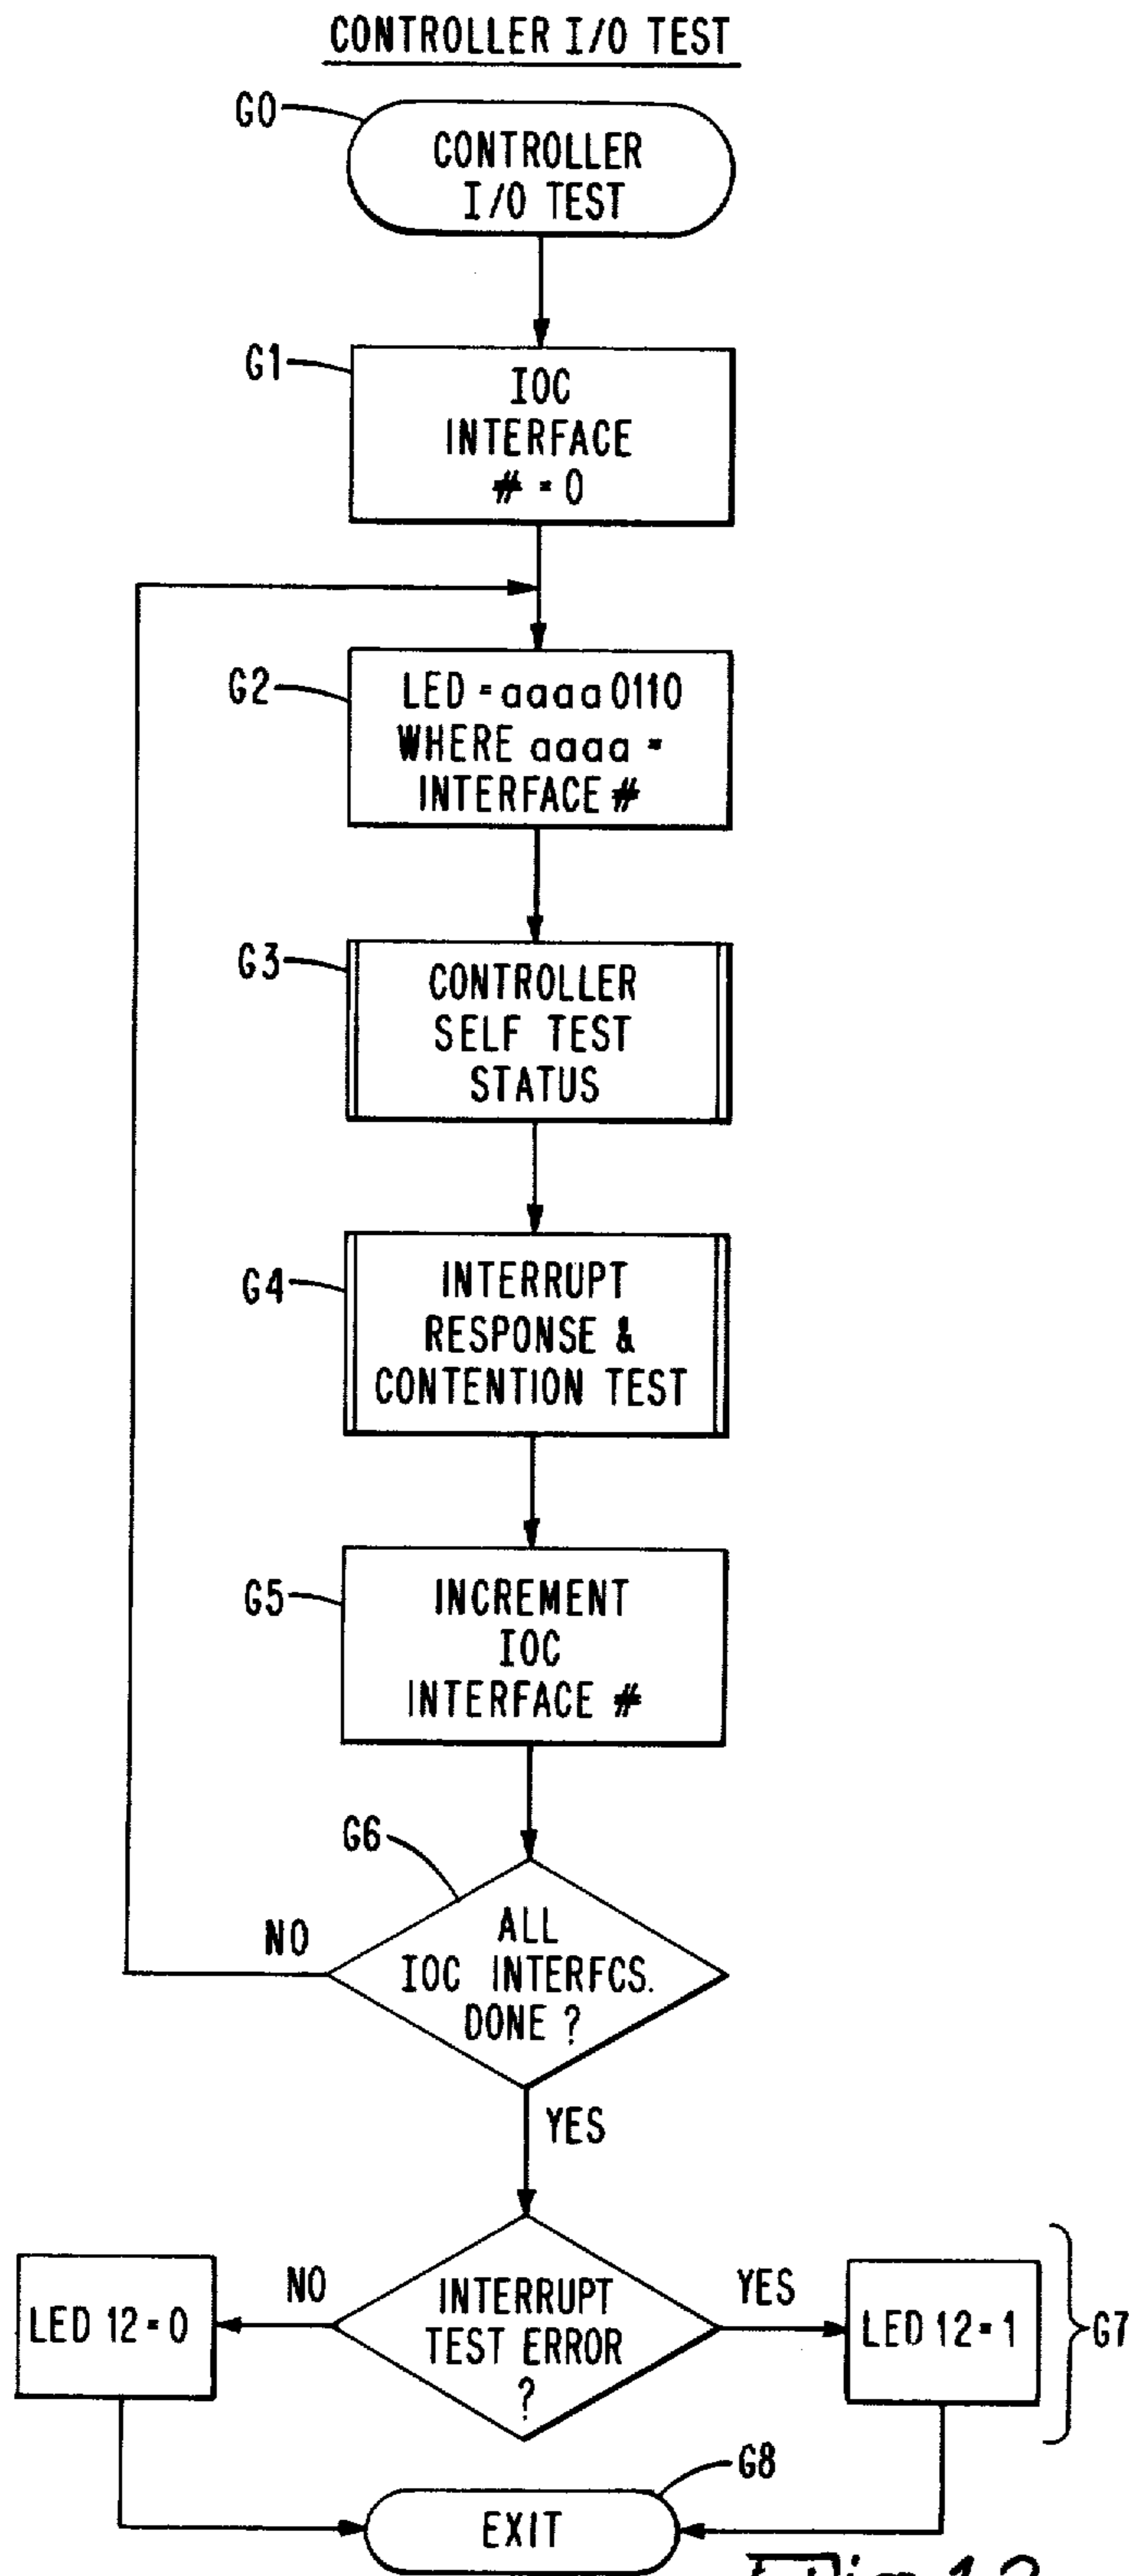 CONTROLLER I/O TEST
G0
CONTROLLER
I/O TEST
G1
IOC
INTERFACE
# = 0
G2
LED = aaaa 0110
WHERE aaaa =
INTERFACE #
G3
CONTROLLER
SELF TEST
STATUS
G4
INTERRUPT
RESPONSE &
CONTENTION TEST
G5
INCREMENT
IOC
INTERFACE #
G6
ALL
IOC INTERFCS.
DONE ?
NO
YES
LED 12 = 0
NO
INTERRUPT
TEST ERROR
?
YES
LED 12 = 1
G7
G8
EXIT
Fig. 12